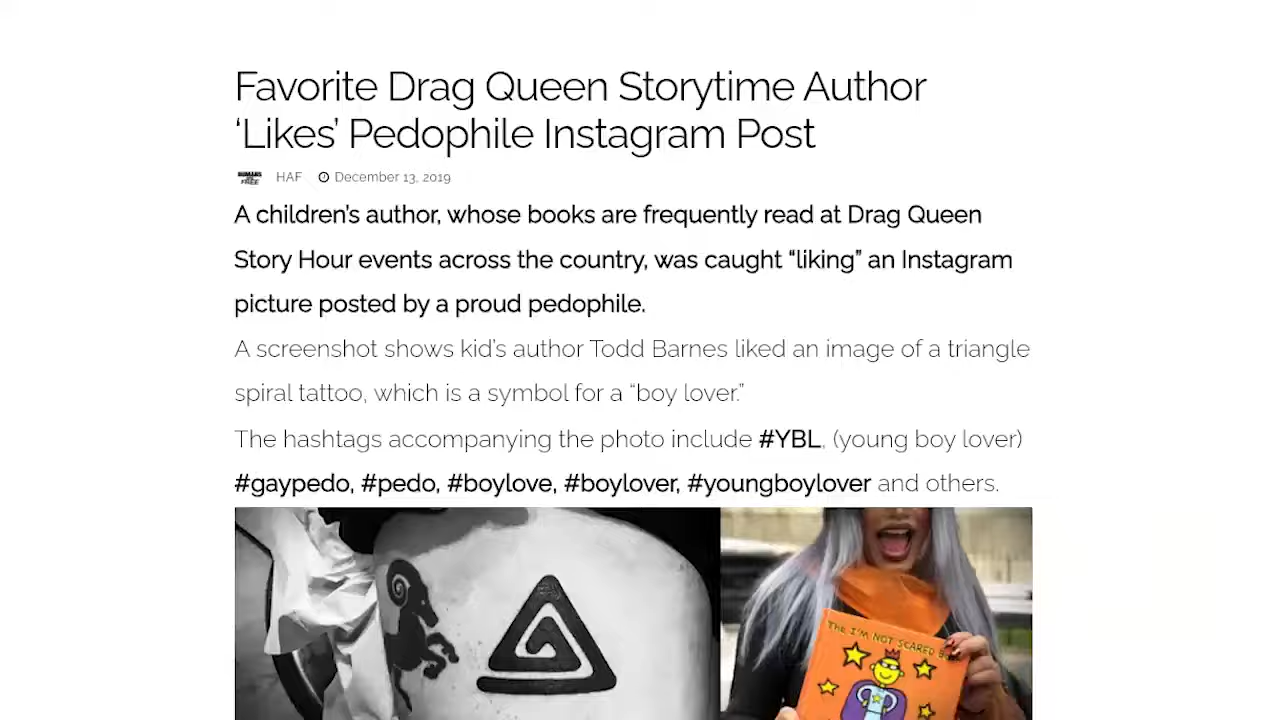 Favorite Drag Queen Storytime Author
‘Likes’ Pedophile Instagram Post
HUMANS
FREE
HAF December 13, 2019
A children’s author, whose books are frequently read at Drag Queen
Story Hour events across the country, was caught “liking” an Instagram
picture posted by a proud pedophile.
A screenshot shows kid’s author Todd Barnes liked an image of a triangle
spiral tattoo, which is a symbol for a “boy lover.”
The hashtags accompanying the photo include #YBL, (young boy lover)
#gaypedo, #pedo, #boylove, #boylover, #youngboylover and others.
THE I'M NOT SCARED